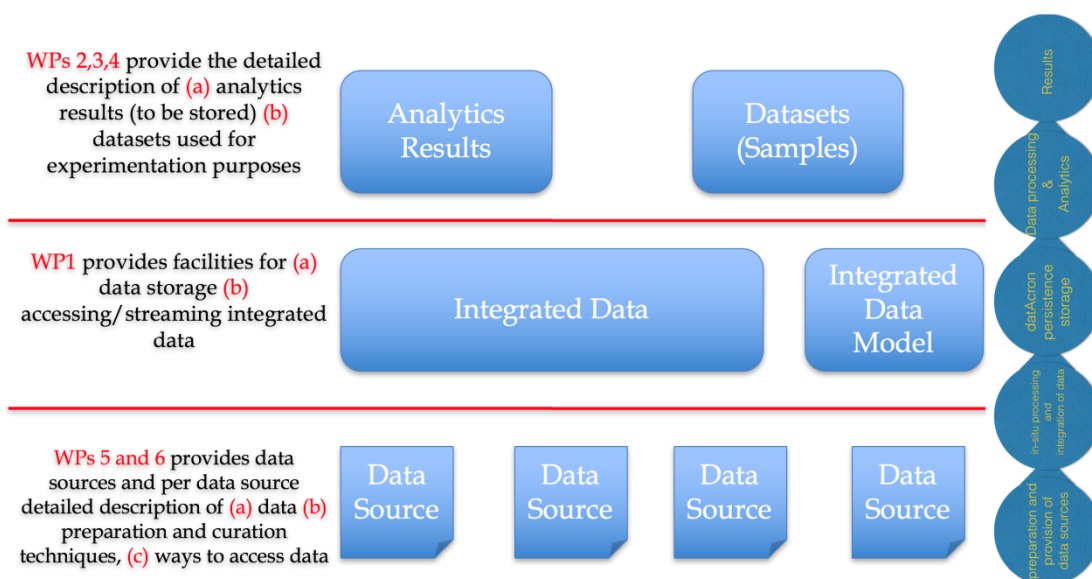 WPs 2,3,4 provide the detailed
description of (a) analytics
results (to be stored) (b)
datasets used for
experimentation purposes
Analytics
Results
Datasets
(Samples)
WP1 provides facilities for (a)
data storage (b)
accessing/streaming integrated
data
Integrated Data
Integrated
Data
Model
WPs 5 and 6 provides data
sources and per data source
detailed description of (a) data (b)
preparation and curation
techniques, (c) ways to access data
Data
Source
Data
Source
Data
Source
Data
Source
Results
Data processing
&
Analytics
datAcron
persistence
storage
in-situ processing
and
integration of data
preparation and
provision of
data sources